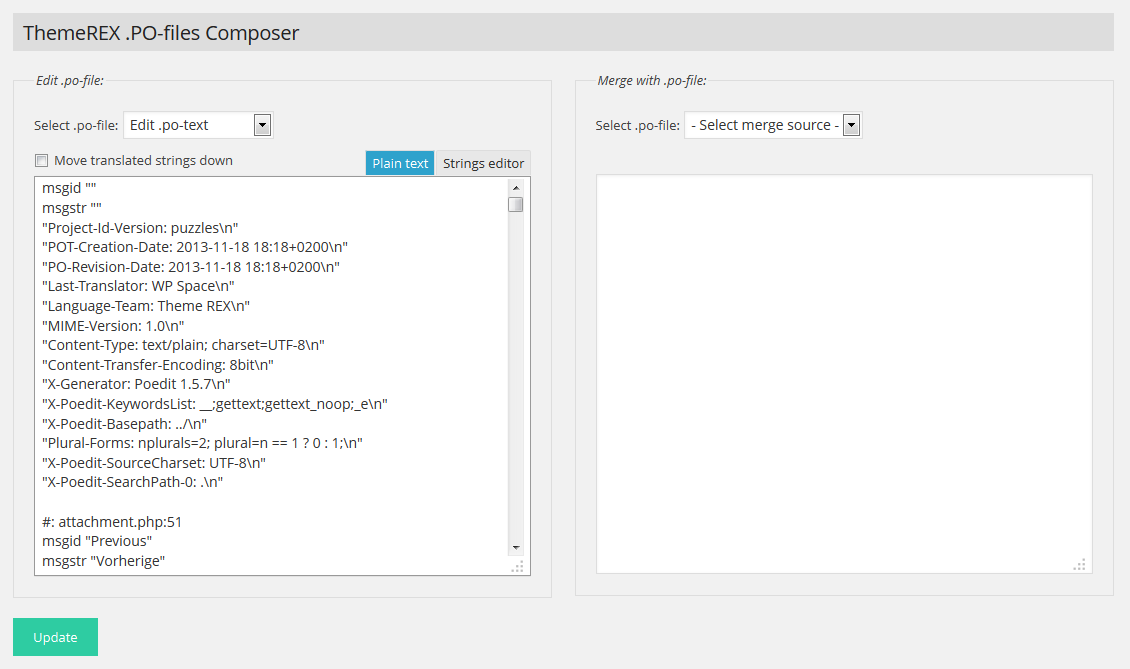 ThemeREX .PO-files Composer
Edit .po-file:
Select .po-file: Edit .po-text
Move translated strings down
Plain text Strings editor
msgid ""
msgstr ""
"Project-Id-Version: puzzles\n"
"POT-Creation-Date: 2013-11-18 18:18+0200\n"
"PO-Revision-Date: 2013-11-18 18:18+0200\n"
"Last-Translator: WP Space\n"
"Language-Team: Theme REX\n"
"MIME-Version: 1.0\n"
"Content-Type: text/plain; charset=UTF-8\n"
"Content-Transfer-Encoding: 8bit\n"
"X-Generator: Poedit 1.5.7\n"
"X-Poedit-KeywordsList: __;gettext;gettext_noop;_e\n"
"X-Poedit-Basepath: ../\n"
"Plural-Forms: nplurals=2; plural=n == 1 ? 0 : 1;\n"
"X-Poedit-SourceCharset: UTF-8\n"
"X-Poedit-SearchPath-0: .\n"
#: attachment.php:51
msgid "Previous"
msgstr "Vorherige"
Merge with .po-file:
Select .po-file: - Select merge source -
Update